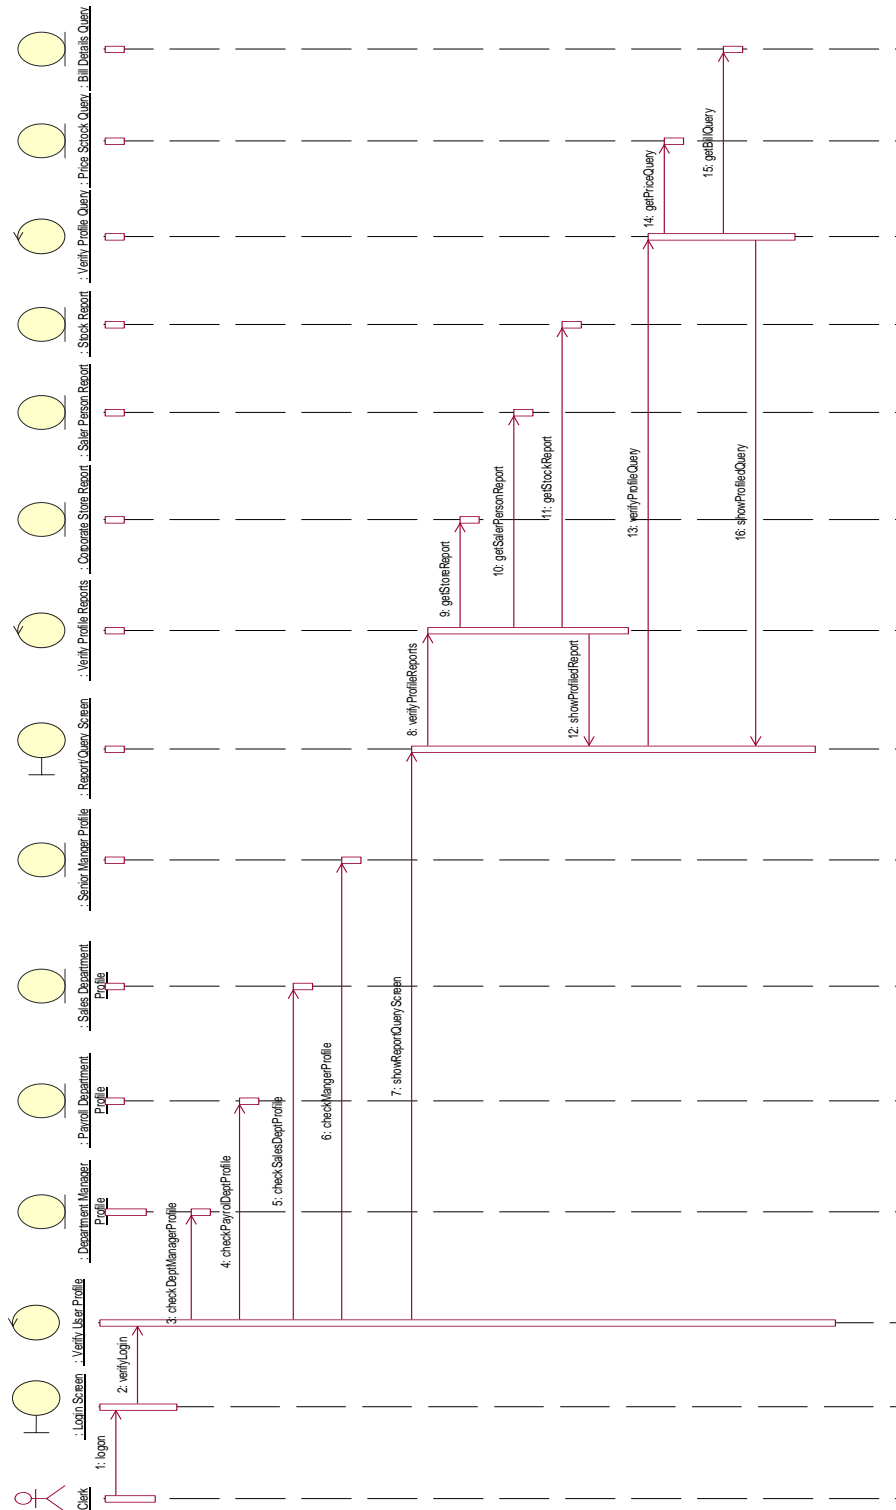 Clerk
: Login Screen
: Verify User Profile
: Department Manager
Profile
: Payroll Department
Profile
: Sales Department
Profile
: Senior Manger Profile
: Report/Query Screen
: Verify Profile Reports
: Corporate Store Report
: Saler Person Report
: Stock Report
: Verify Profile Query
: Price Sctock Query
: Bill Details Query
1: logon
2: verifyLogin
3: checkDeptManagerProfile
4: checkPayrolDeptProfile
5: checkSalesDeptProfile
6: checkMangerProfile
7: showReportQueryScreen
8: verifyProfileReports
9: getStoreReport
10: getSalerPersonReport
11: getStockReport
12: showProfiledReport
13: verifyProfileQuery
14: getPriceQuery
15: getBillQuery
16: showProfiledQuery